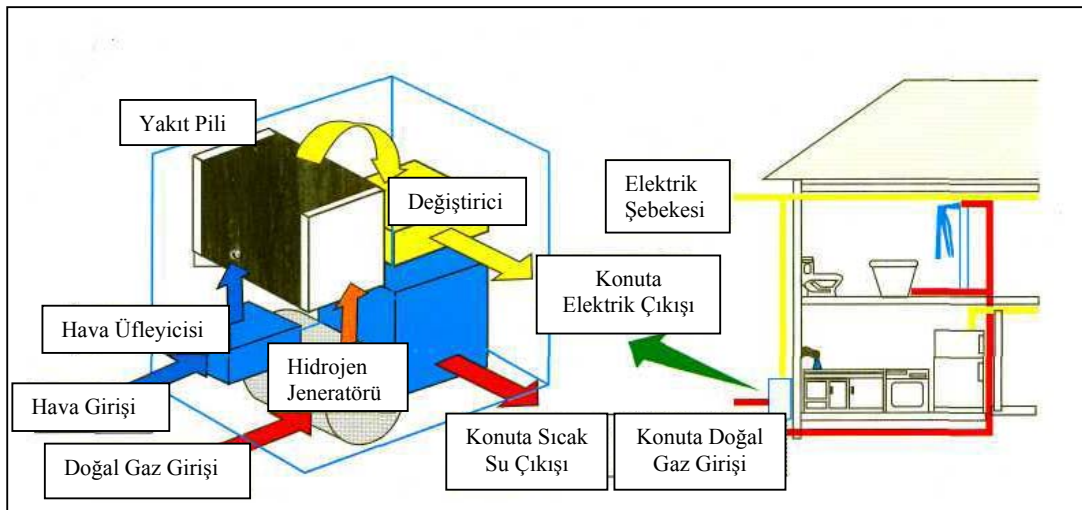 Yakıt Pili
Değiştirici
Elektrik
Şebekesi
Konuta
Elektrik Çıkışı
Hava Üfleyicisi
Hidrojen
Jeneratörü
Hava Girişi
Doğal Gaz Girişi
Konuta Sıcak
Su Çıkışı
Konuta Doğal
Gaz Girişi